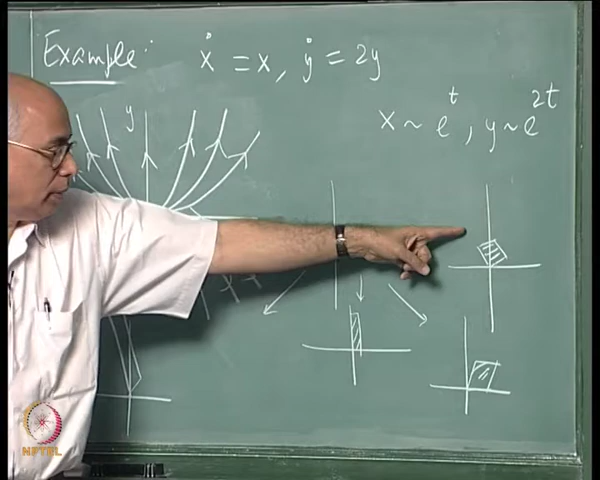 Example: ẋ = x, ẏ = 2y
x ~ e^t, y ~ e^{2t}
y
NPTEL